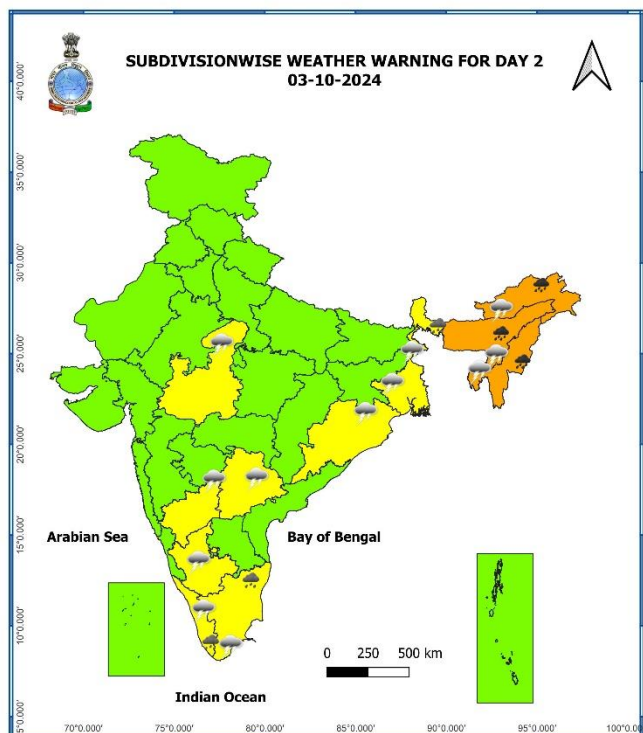 SUBDIVISIONWISE WEATHER WARNING FOR DAY 2
03-10-2024
40°0.000'
35°0.000'
30°0.000'
25°0.000'
20°0.000'
15°0.000'
10°0.000'
5°0.000'
Arabian Sea
Bay of Bengal
0 250 500 km
Indian Ocean
70°0.000' 75°0.000' 80°0.000' 85°0.000' 90°0.000' 95°0.000' 100°0.000'